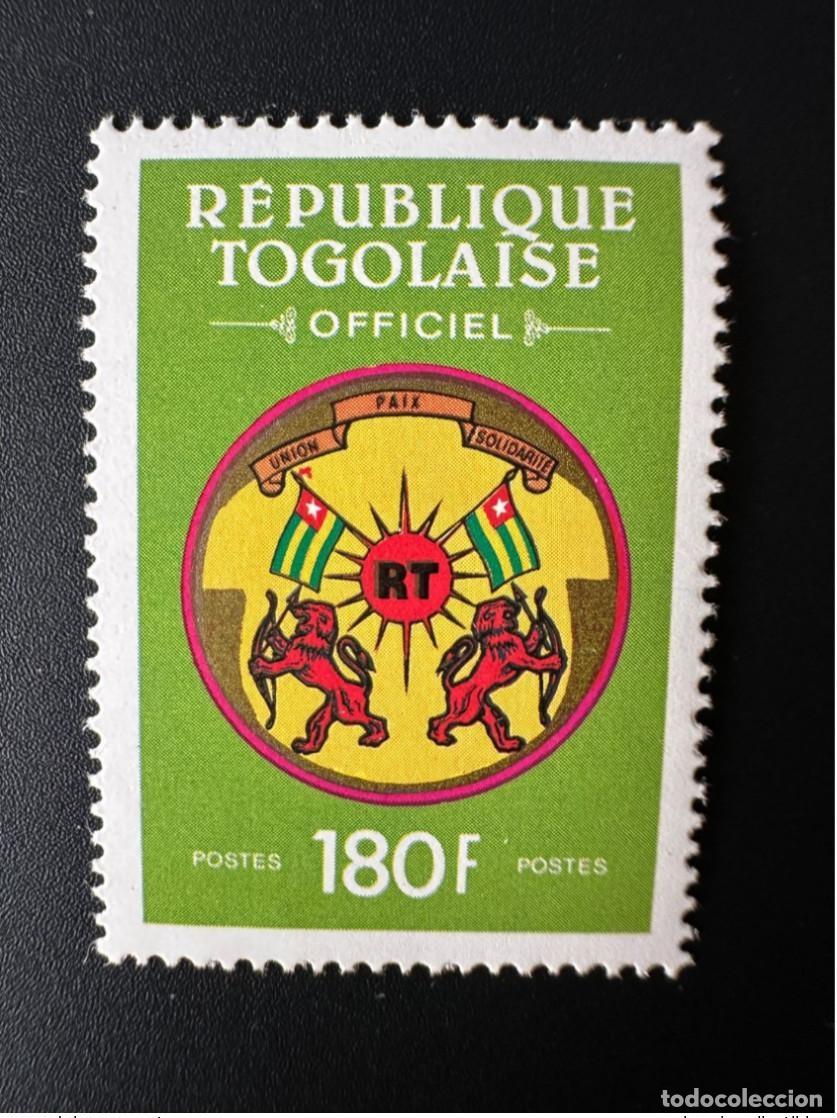 RÉPUBLIQUE
TOGOLAISE
OFFICIEL
UNION PAIX SOLIDARITÉ
RT
POSTES 180F POSTES
todocoleccion